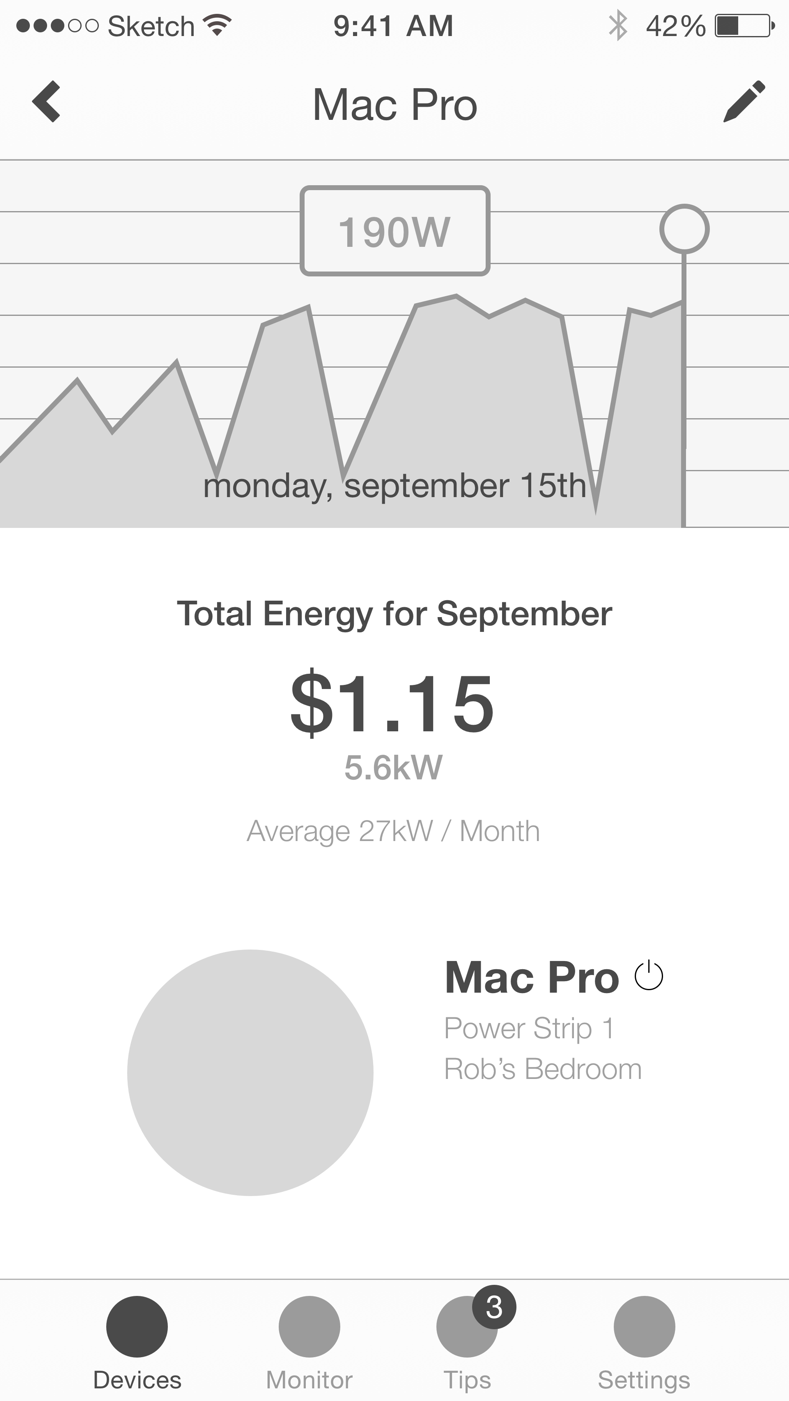 Sketch 9:41 AM 42%
Mac Pro
190W
monday, september 15th
Total Energy for September
$1.15
5.6kW
Average 27kW / Month
Mac Pro
Power Strip 1
Rob’s Bedroom
3
Devices Monitor Tips Settings